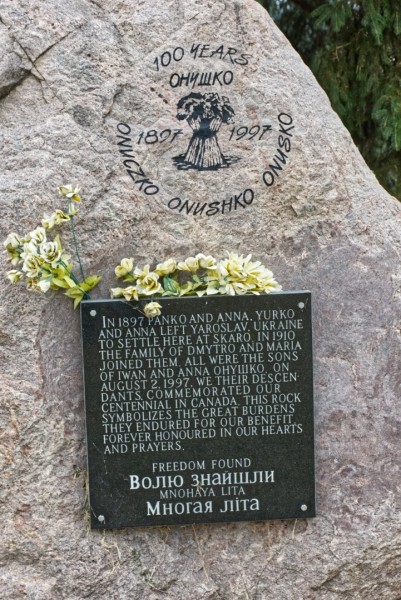 100 YEARS
ОНИШКО
1897 1997
ONICZKO ONUSHKO ONUSKO
IN 1897 PANKO AND ANNA, YURKO
AND ANNA LEFT YAROSLAV, UKRAINE
TO SETTLE HERE AT SKARO. IN 1910
THE FAMILY OF DMYTRO AND MARIA
JOINED THEM. ALL WERE THE SONS
OF IWAN AND ANNA ОНУШКО. ON
AUGUST 2, 1997, WE THEIR DESCEN-
DANTS, COMMEMORATED OUR
CENTENNIAL IN CANADA. THIS ROCK
SYMBOLIZES THE GREAT BURDENS
THEY ENDURED FOR OUR BENEFIT.
FOREVER HONOURED IN OUR HEARTS
AND PRAYERS.
FREEDOM FOUND
Волю знайшли
MNOHAYA LITA
Многая літа